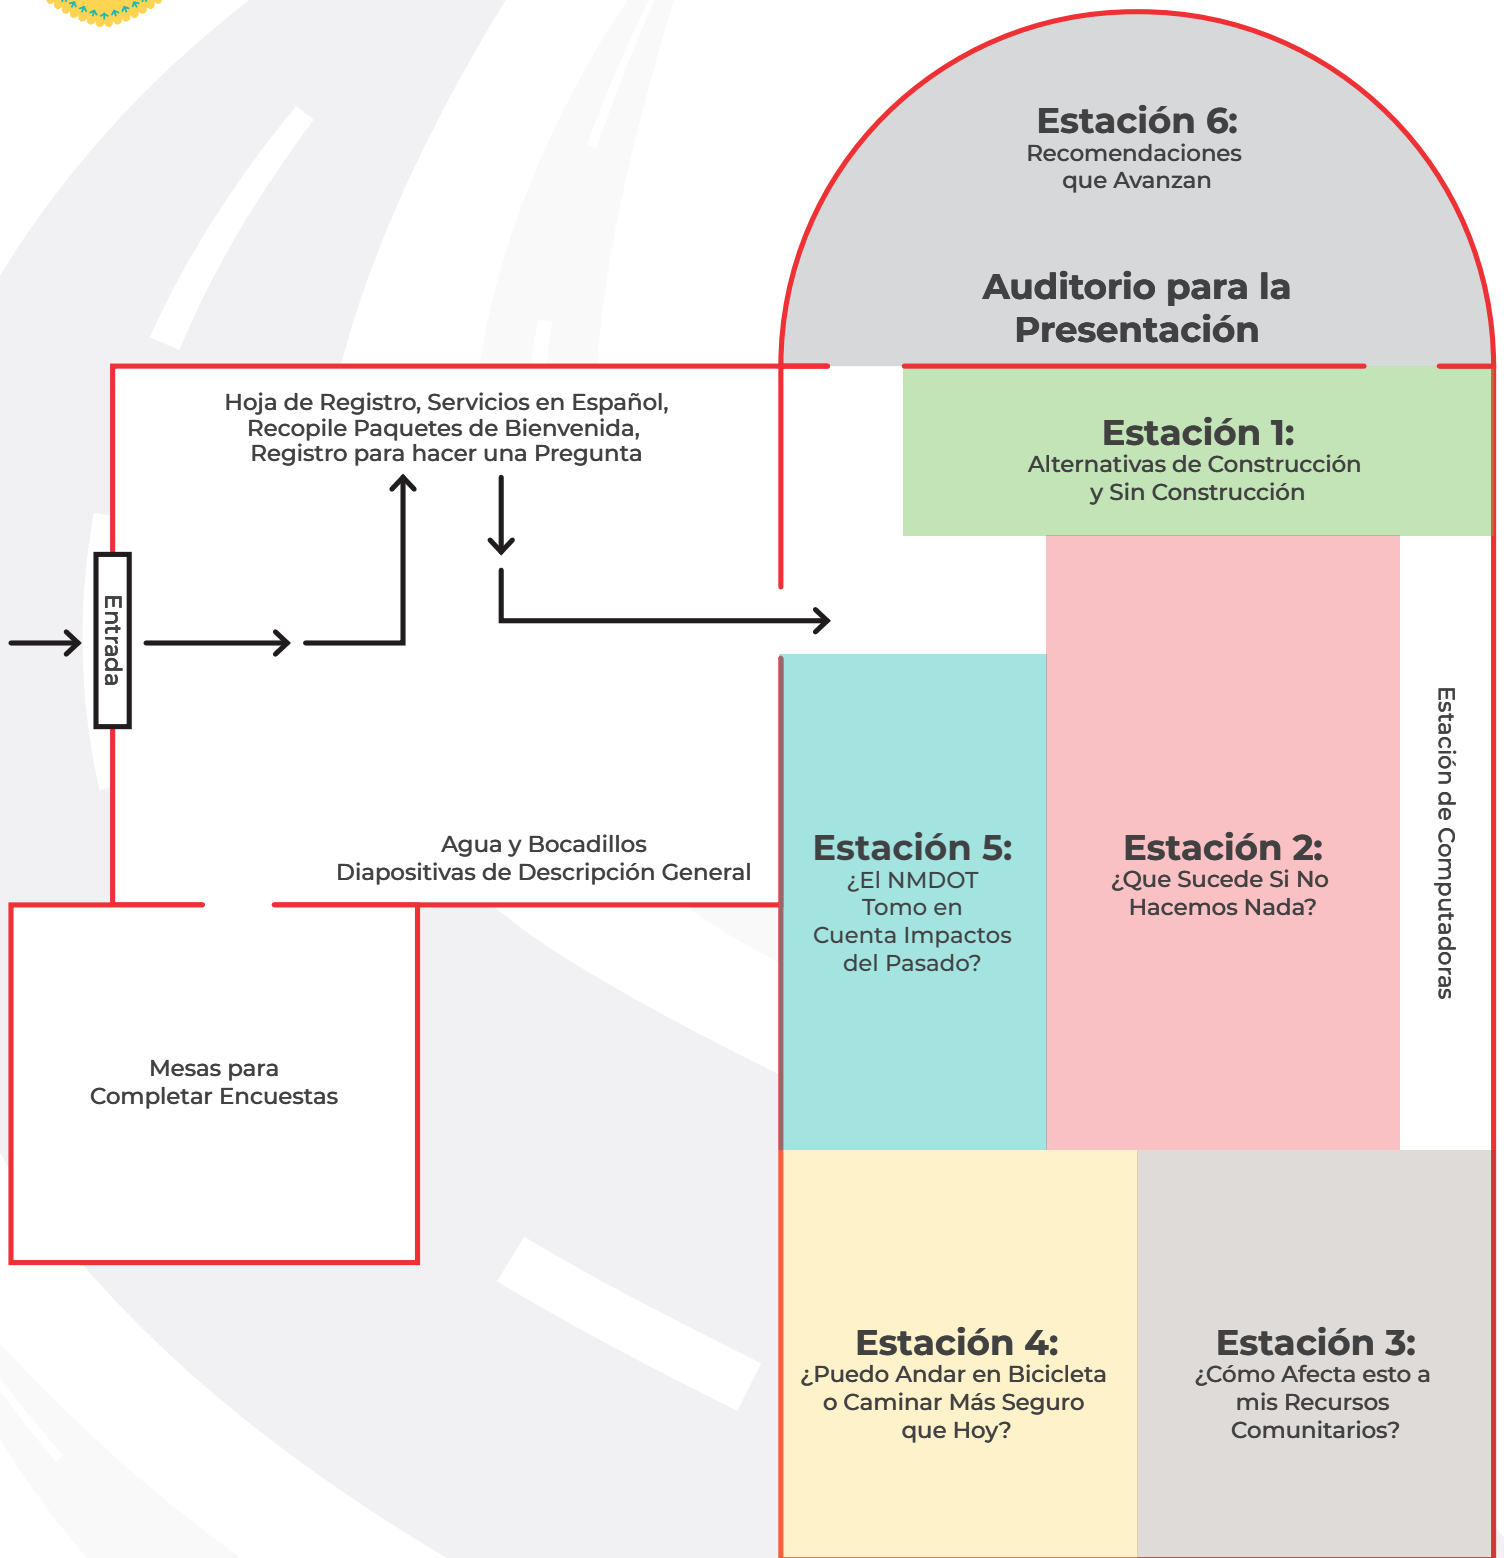 Estación 6:
Recomendaciones
que Avanzan
Auditorio para la
Presentación
Hoja de Registro, Servicios en Español,
Recopile Paquetes de Bienvenida,
Registro para hacer una Pregunta
Estación 1:
Alternativas de Construcción
y Sin Construcción
Entrada
Estación de Computadoras
Agua y Bocadillos
Diapositivas de Descripción General
Estación 5:
¿El NMDOT
Tomo en
Cuenta Impactos
del Pasado?
Estación 2:
¿Que Sucede Si No
Hacemos Nada?
Mesas para
Completar Encuestas
Estación 4:
¿Puedo Andar en Bicicleta
o Caminar Más Seguro
que Hoy?
Estación 3:
¿Cómo Afecta esto a
mis Recursos
Comunitarios?